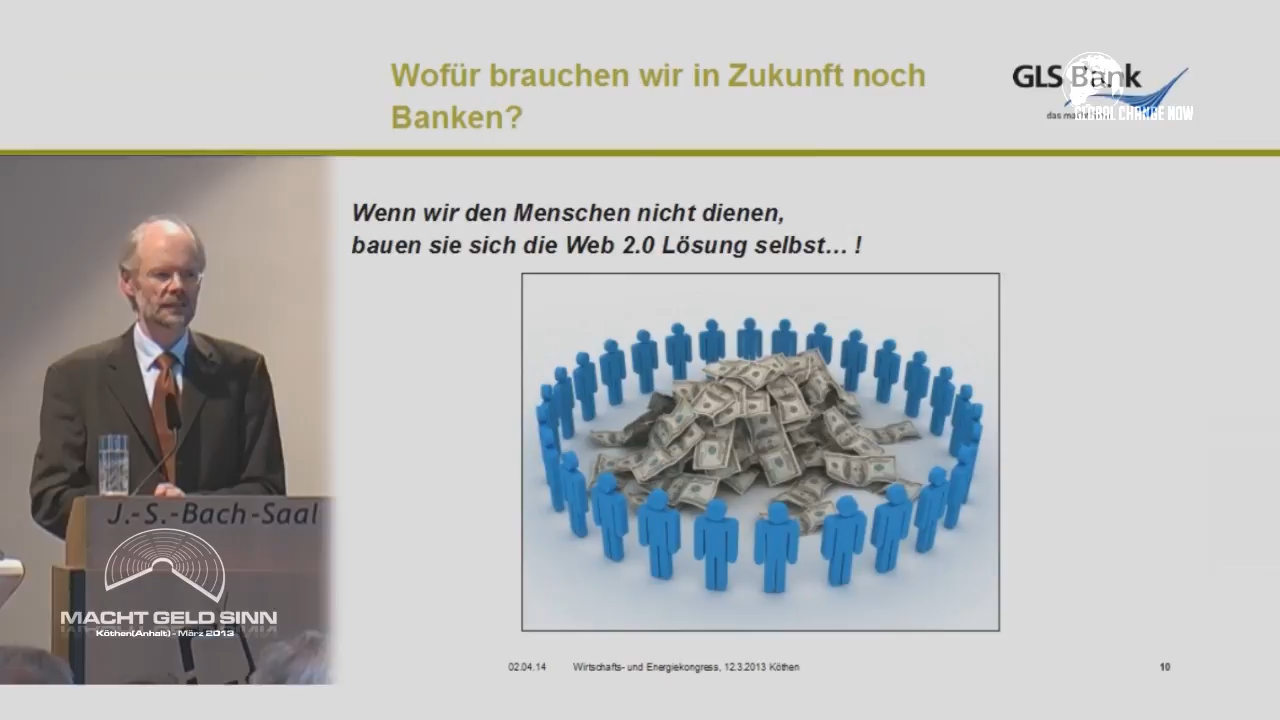 Wofür brauchen wir in Zukunft noch
Banken?
GLS Bank
das ma
GLOBAL CHANGE NOW
Wenn wir den Menschen nicht dienen,
bauen sie sich die Web 2.0 Lösung selbst... !
J.-S.-Bach-Saal
MACHT GELD SINN
Köthen(Anhalt) - März 2013
02.04.14
Wirtschafts- und Energiekongress, 12.3.2013 Köthen
10